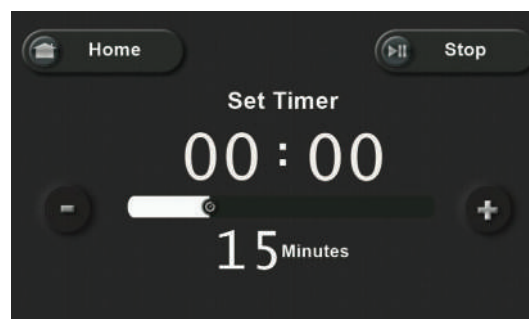 Home
Stop
Set Timer
00:00
-
+
15 Minutes